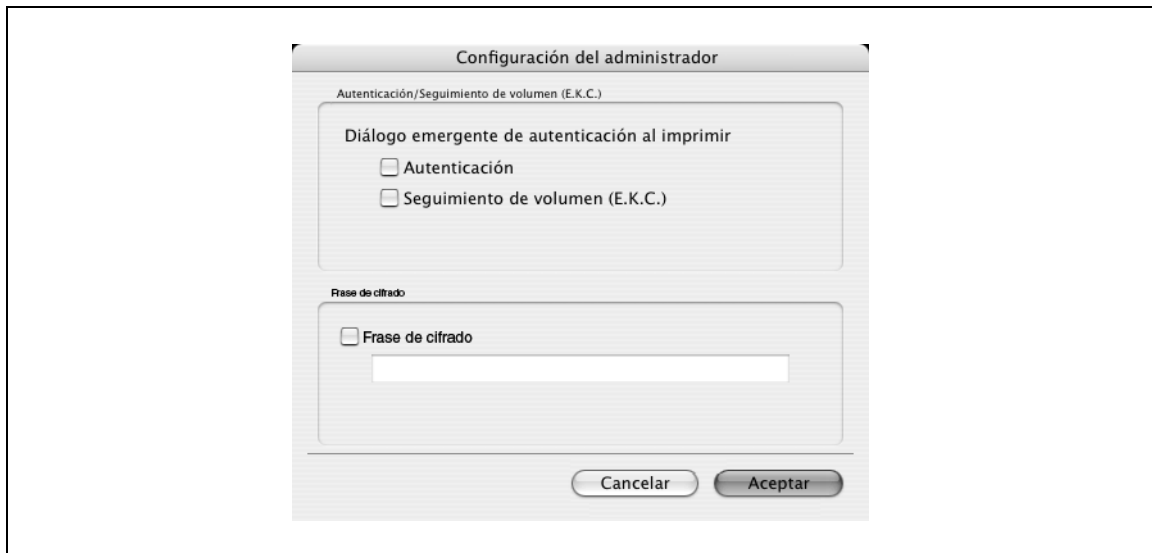 Configuración del administrador
Autenticación/Seguimiento de volumen (E.K.C.)
Diálogo emergente de autenticación al imprimir
Autenticación
Seguimiento de volumen (E.K.C.)
Frase de cifrado
Frase de cifrado
Cancelar
Aceptar